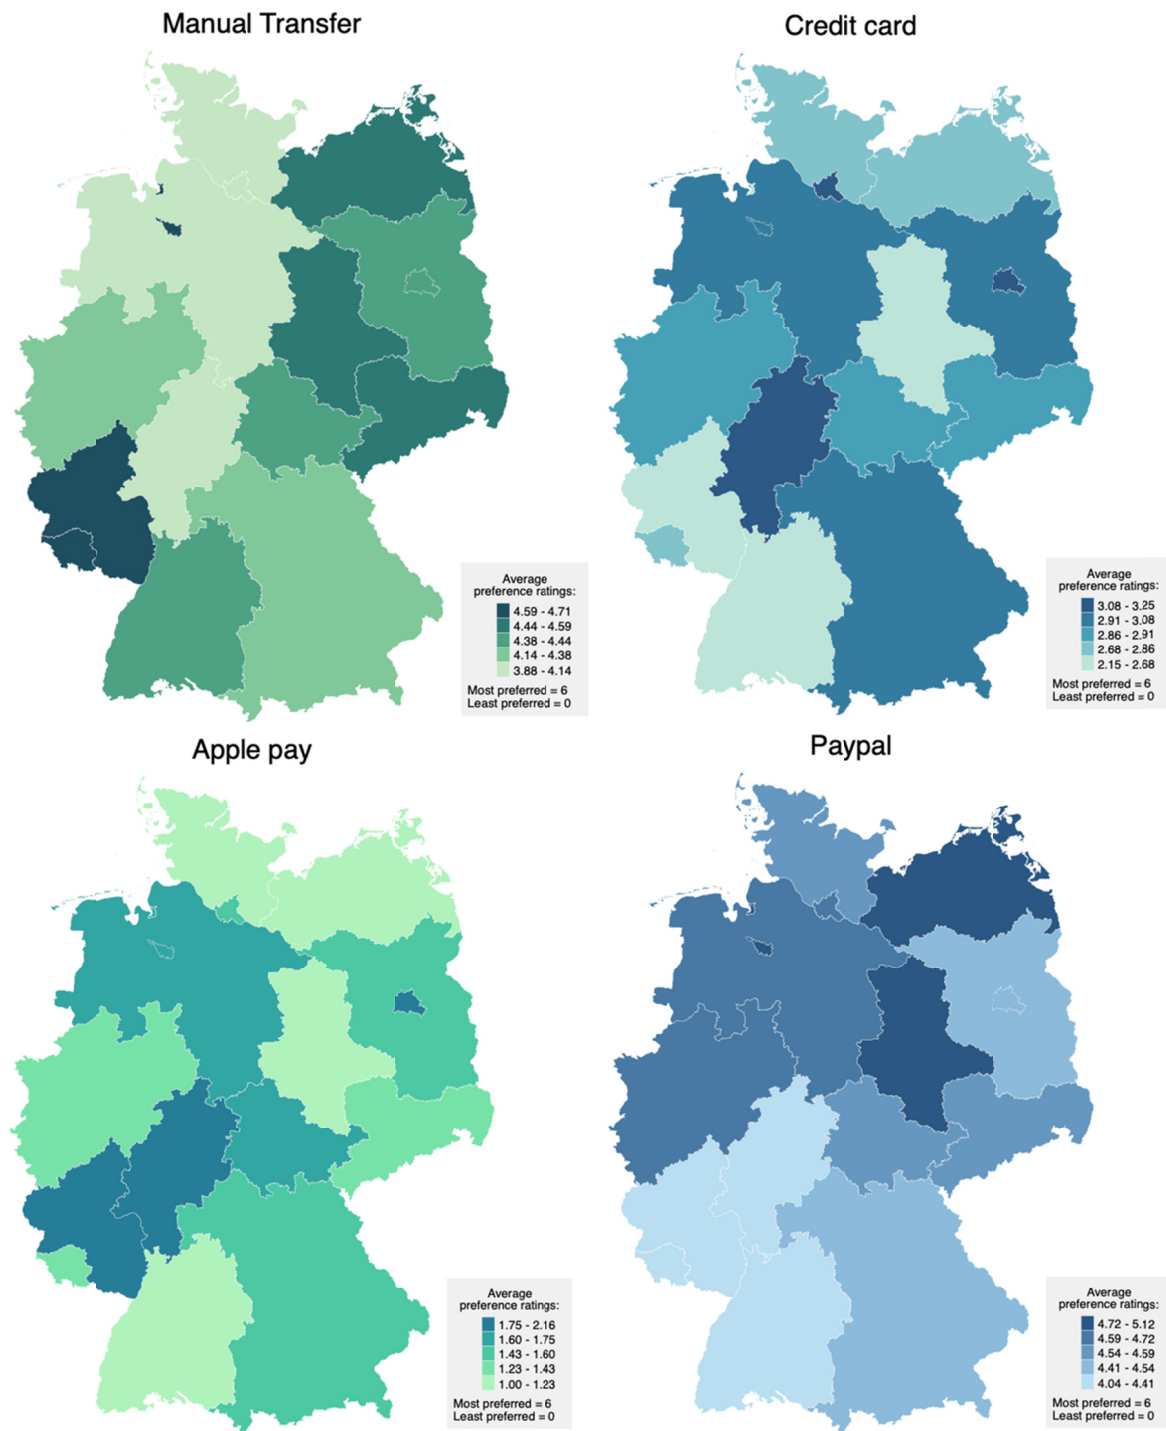 Manual Transfer
Credit card
Average
preference ratings:
4.59 - 4.71
4.44 - 4.59
4.38 - 4.44
4.14 - 4.38
3.88 - 4.14
Most preferred = 6
Least preferred = 0
Average
preference ratings:
3.08 - 3.25
2.91 - 3.08
2.86 - 2.91
2.68 - 2.86
2.15 - 2.68
Most preferred = 6
Least preferred = 0
Apple pay
Paypal
Average
preference ratings:
1.75 - 2.16
1.60 - 1.75
1.43 - 1.60
1.23 - 1.43
1.00 - 1.23
Most preferred = 6
Least preferred = 0
Average
preference ratings:
4.72 - 5.12
4.59 - 4.72
4.54 - 4.59
4.41 - 4.54
4.04 - 4.41
Most preferred = 6
Least preferred = 0